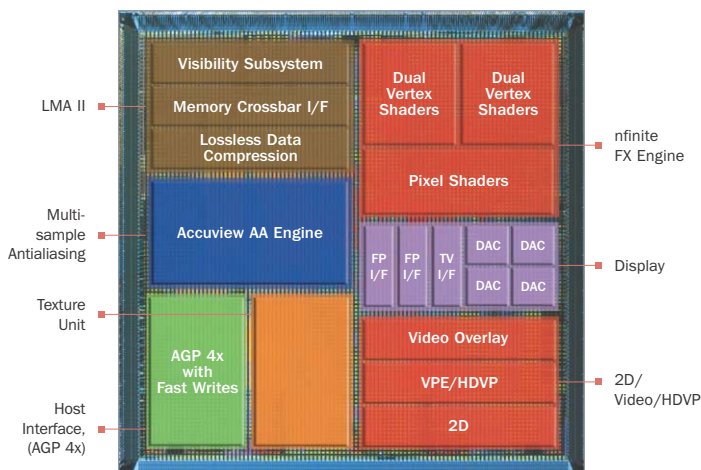 LMA II
Multi-
sample
Antialiasing
Texture
Unit
Host
Interface,
(AGP 4x)
Visibility Subsystem
Memory Crossbar I/F
Lossless Data
Compression
Accuview AA Engine
AGP 4x
with
Fast Writes
Dual
Vertex
Shaders
Dual
Vertex
Shaders
Pixel Shaders
FP
I/F
FP
I/F
TV
I/F
DAC
DAC
DAC
DAC
Video Overlay
VPE/HDVP
2D
nfinite
FX Engine
Display
2D/
Video/HDVP